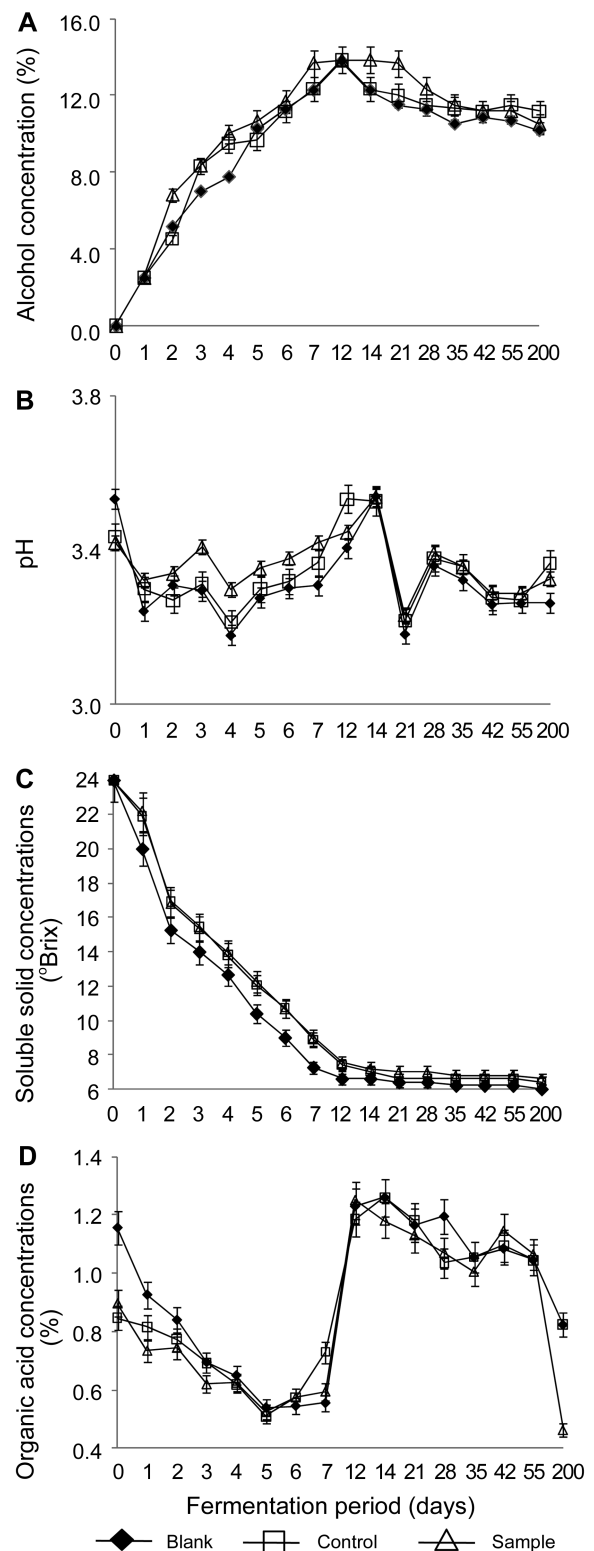 A
Alcohol concentration (%)
16.0
12.0
8.0
4.0
0.0
0 1 2 3 4 5 6 7 12 14 21 28 35 42 55 200
B
pH
3.8
3.4
3.0
0 1 2 3 4 5 6 7 12 14 21 28 35 42 55 200
C
Soluble solid concentrations
(°Brix)
24
22
20
18
16
14
12
10
8
6
0 1 2 3 4 5 6 7 12 14 21 28 35 42 55 200
D
Organic acid concentrations
(%)
1.4
1.2
1.0
0.8
0.6
0.4
0 1 2 3 4 5 6 7 12 14 21 28 35 42 55 200
Fermentation period (days)
Blank Control Sample